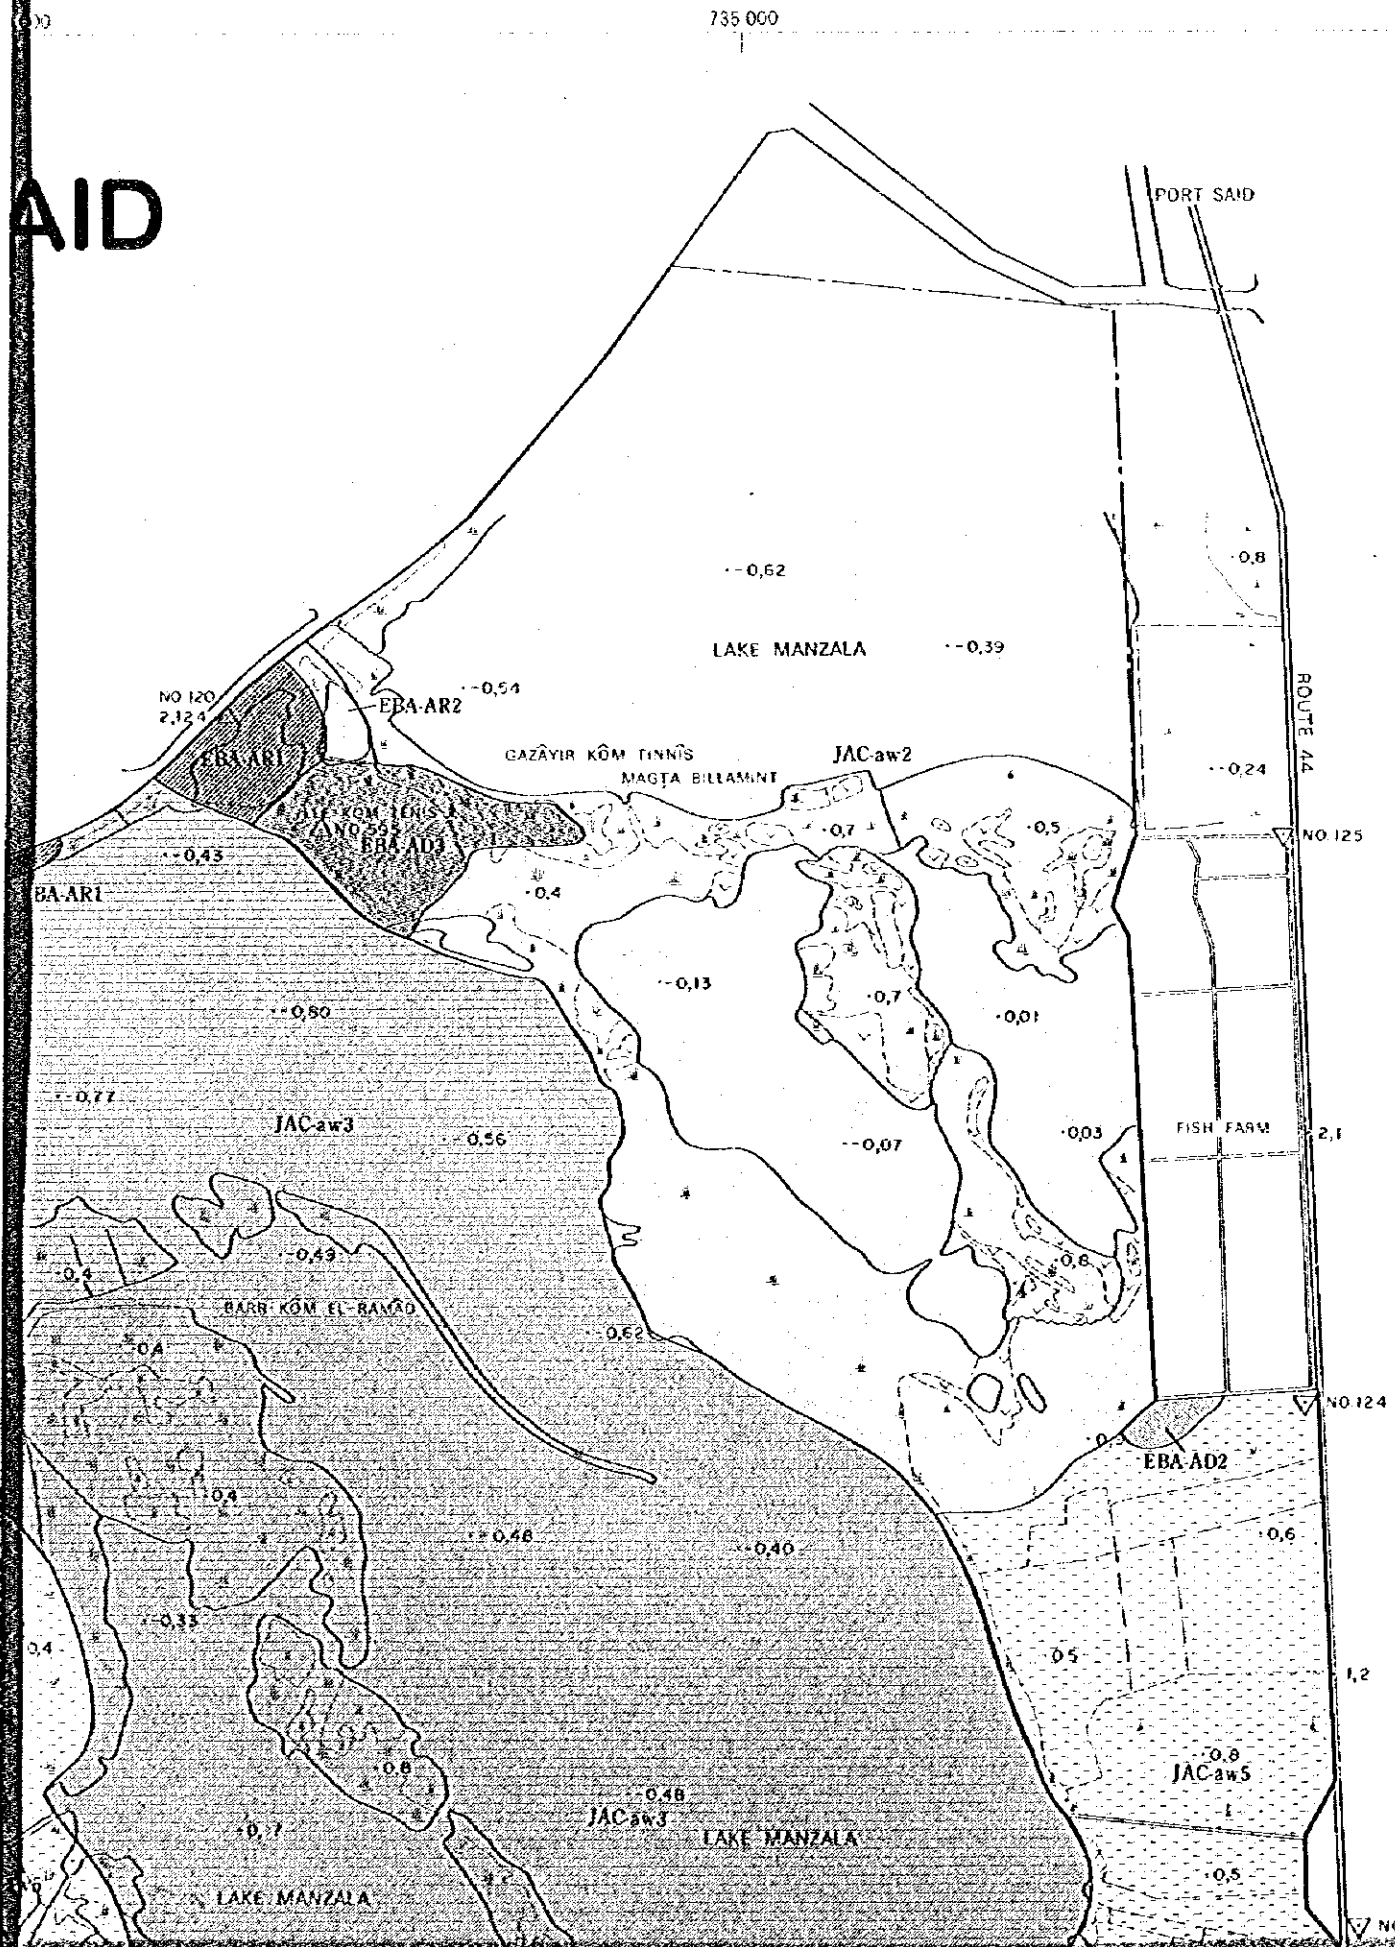 735 000
AID
PORT SAID
·0,8
·-0,62
LAKE MANZALA
·-0,39
ROUTE 44
·-0,54
NO 120
2,124
EBA-AR2
EBA-AR1
GAZÂYIR KÔM TINNÎS
JAC-aw2
MAGTA BILLAMINT
·-0,24
·0,7
·0,5
NO.125
NO 555
EBA-AD3
·-0,43
BA-AR1
·0,4
·-0,13
·0,7
·-0,80
·0,01
·-0,77
JAC-aw3
·-0,56
·-0,07
·0,03
FISH FARM
2,1
·-0,49
·0,4
·0,8
BARR KÔM EL-RAMÂD
·0,4
·-0,62
NO.124
EBA-AD2
·0,4
·-0,48
·-0,40
·0,6
·-0,33
0,4
0,5
1,2
·0,8
JAC-aw5
·0,8
·-0,48
JAC-aw3
LAKE MANZALA
·0,5
LAKE MANZALA